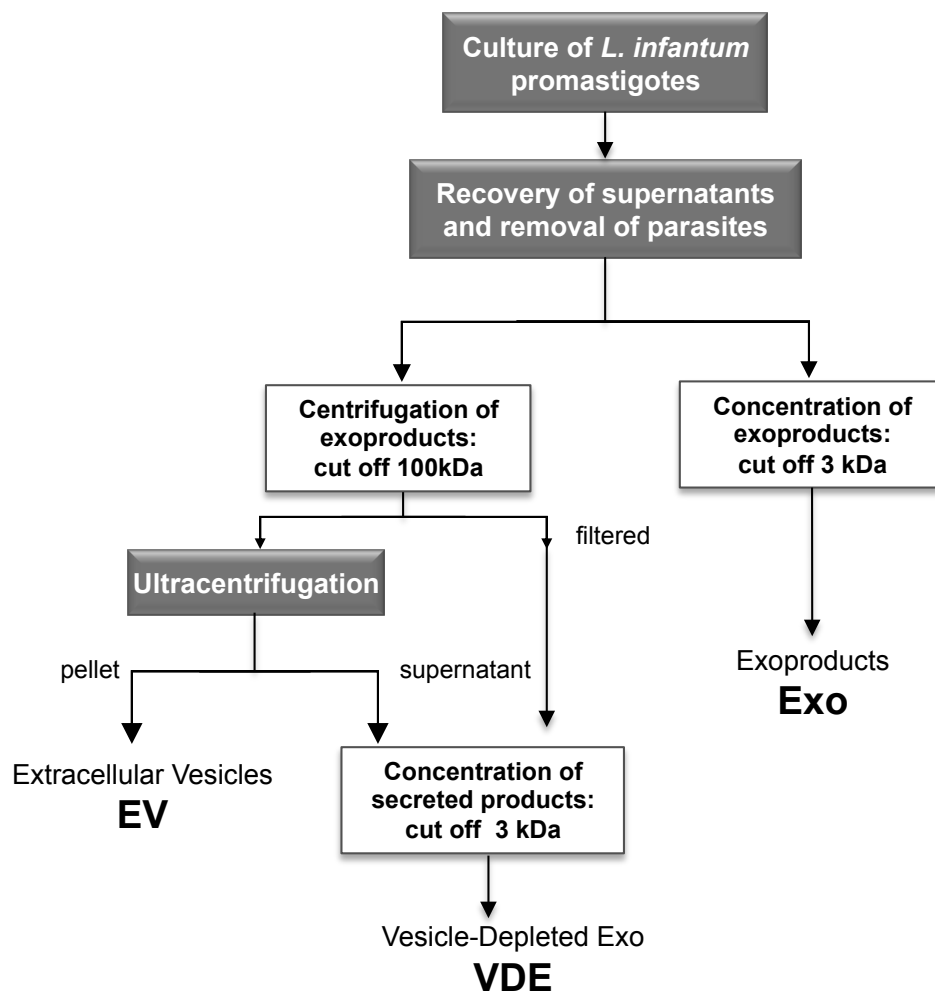 Culture of L. infantum
promastigotes
Recovery of supernatants
and removal of parasites
Centrifugation of
exoproducts:
cut off 100kDa
Concentration of
exoproducts:
cut off 3 kDa
filtered
Ultracentrifugation
pellet
supernatant
Exoproducts
Exo
Extracellular Vesicles
EV
Concentration of
secreted products:
cut off  3 kDa
Vesicle-Depleted Exo
VDE